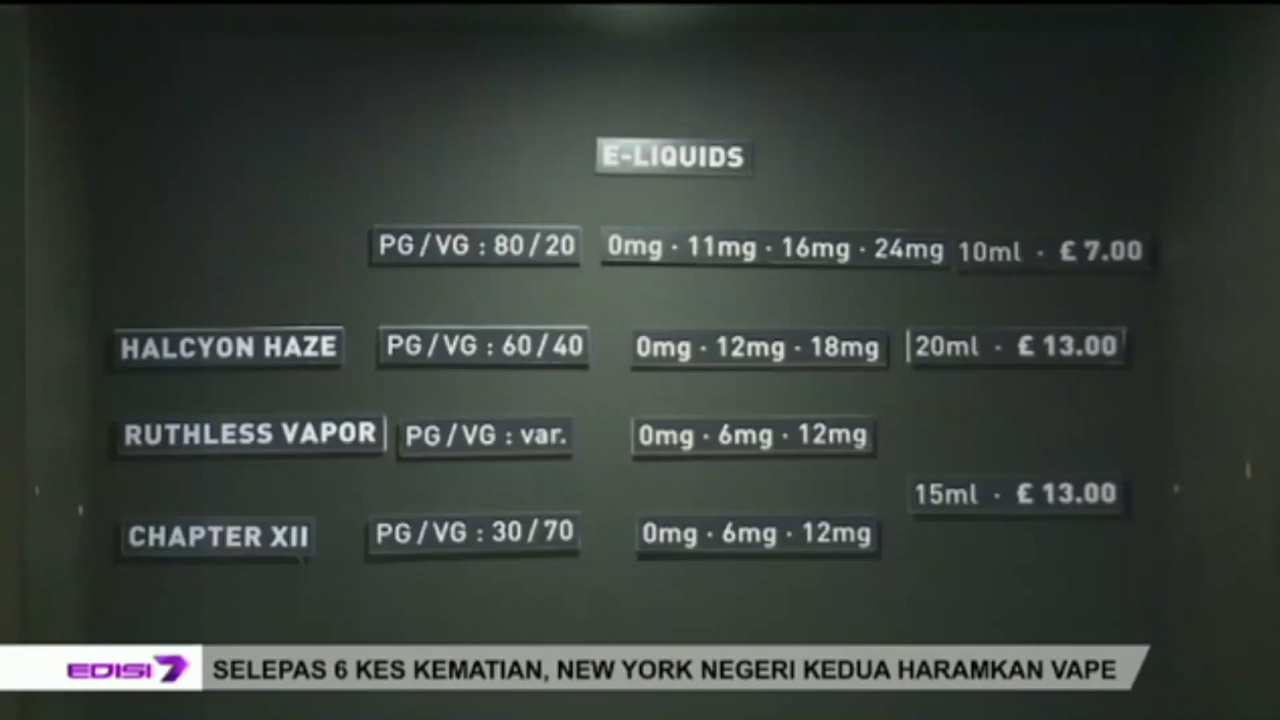 E-LIQUIDS
PG/VG : 80/20 0mg · 11mg · 16mg · 24mg 10ml · £ 7.00
HALCYON HAZE PG/VG : 60/40 0mg · 12mg · 18mg 20ml · £ 13.00
RUTHLESS VAPOR PG/VG : var. 0mg · 6mg · 12mg
15ml · £ 13.00
CHAPTER XII PG/VG : 30/70 0mg · 6mg · 12mg
EDISI 7 SELEPAS 6 KES KEMATIAN, NEW YORK NEGERI KEDUA HARAMKAN VAPE